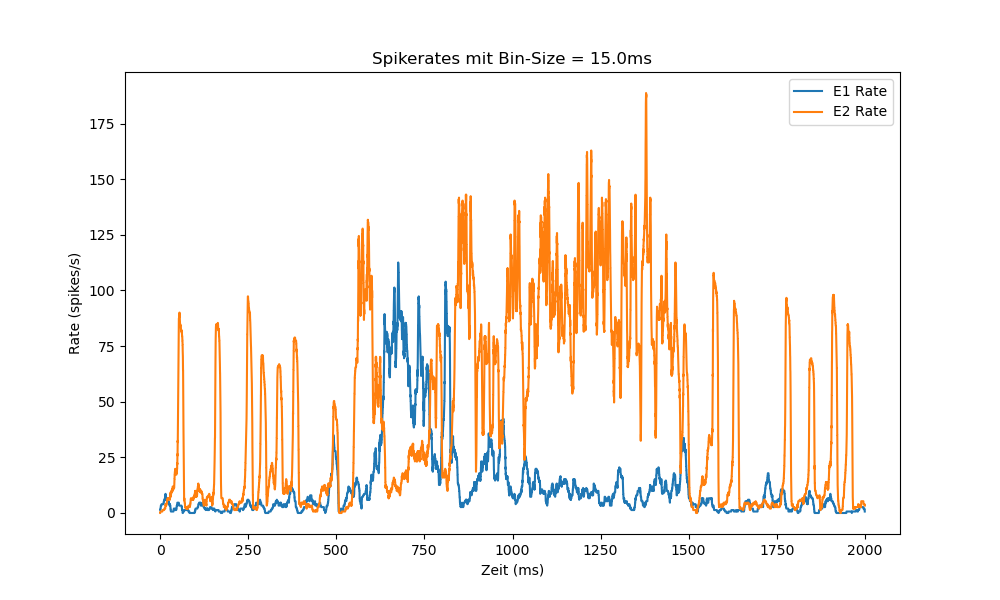 Spikerates mit Bin-Size = 15.0ms
E1 Rate
E2 Rate
Rate (spikes/s)
175
150
125
100
75
50
25
0
0 250 500 750 1000 1250 1500 1750 2000
Zeit (ms)